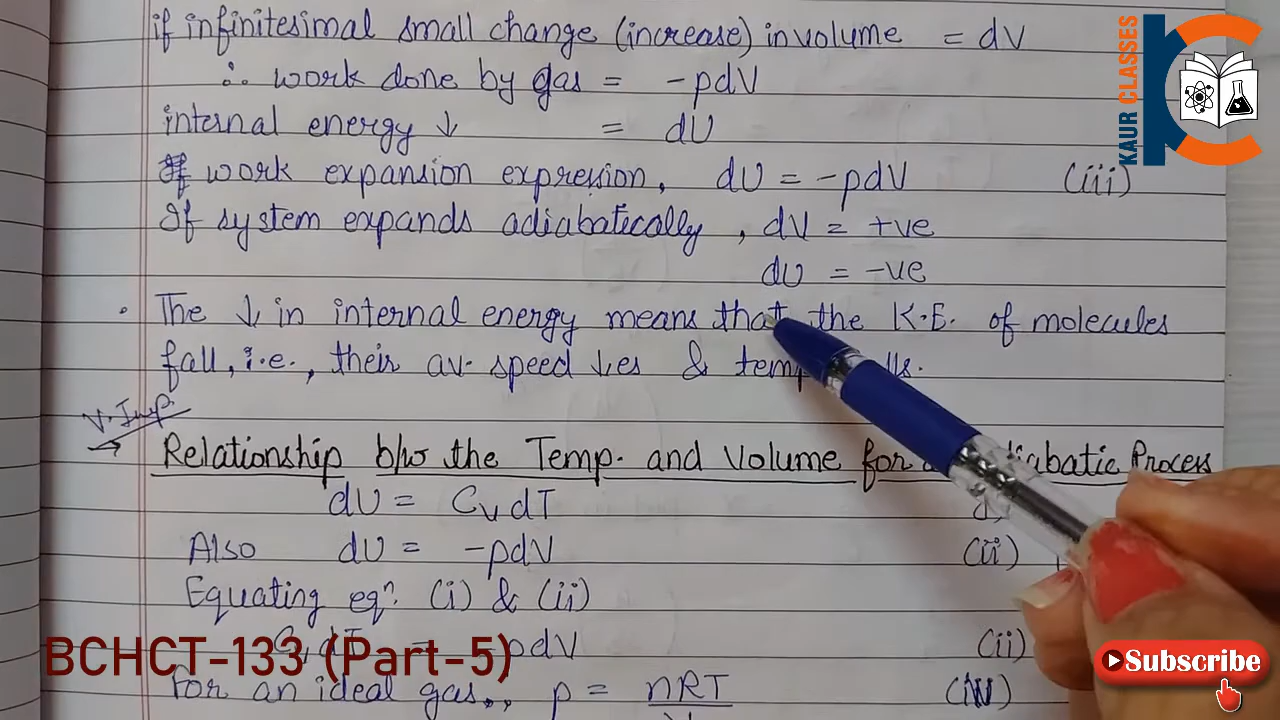 if infinitesimal small change (increase) in volume = dV
∴ work done by gas = -pdV
internal energy ↓ = dU
If work expansion expression, dU = -pdV (iii)
If system expands adiabatically, dV = +ve
dU = -ve
• The ↓ in internal energy means that the K.E. of molecules
fall, i.e., their av. speed ↓es & temp
V. Imp.
→ Relationship b/w the Temp. and Volume for Process
dU = CvdT
Also dU = -pdV (ii)
Equating eqⁿ. (i) & (ii)
pdV (ii)
For an ideal gas, p = nRT (iv)
BCHCT-133 (Part-5)
KAUR CLASSES
Subscribe